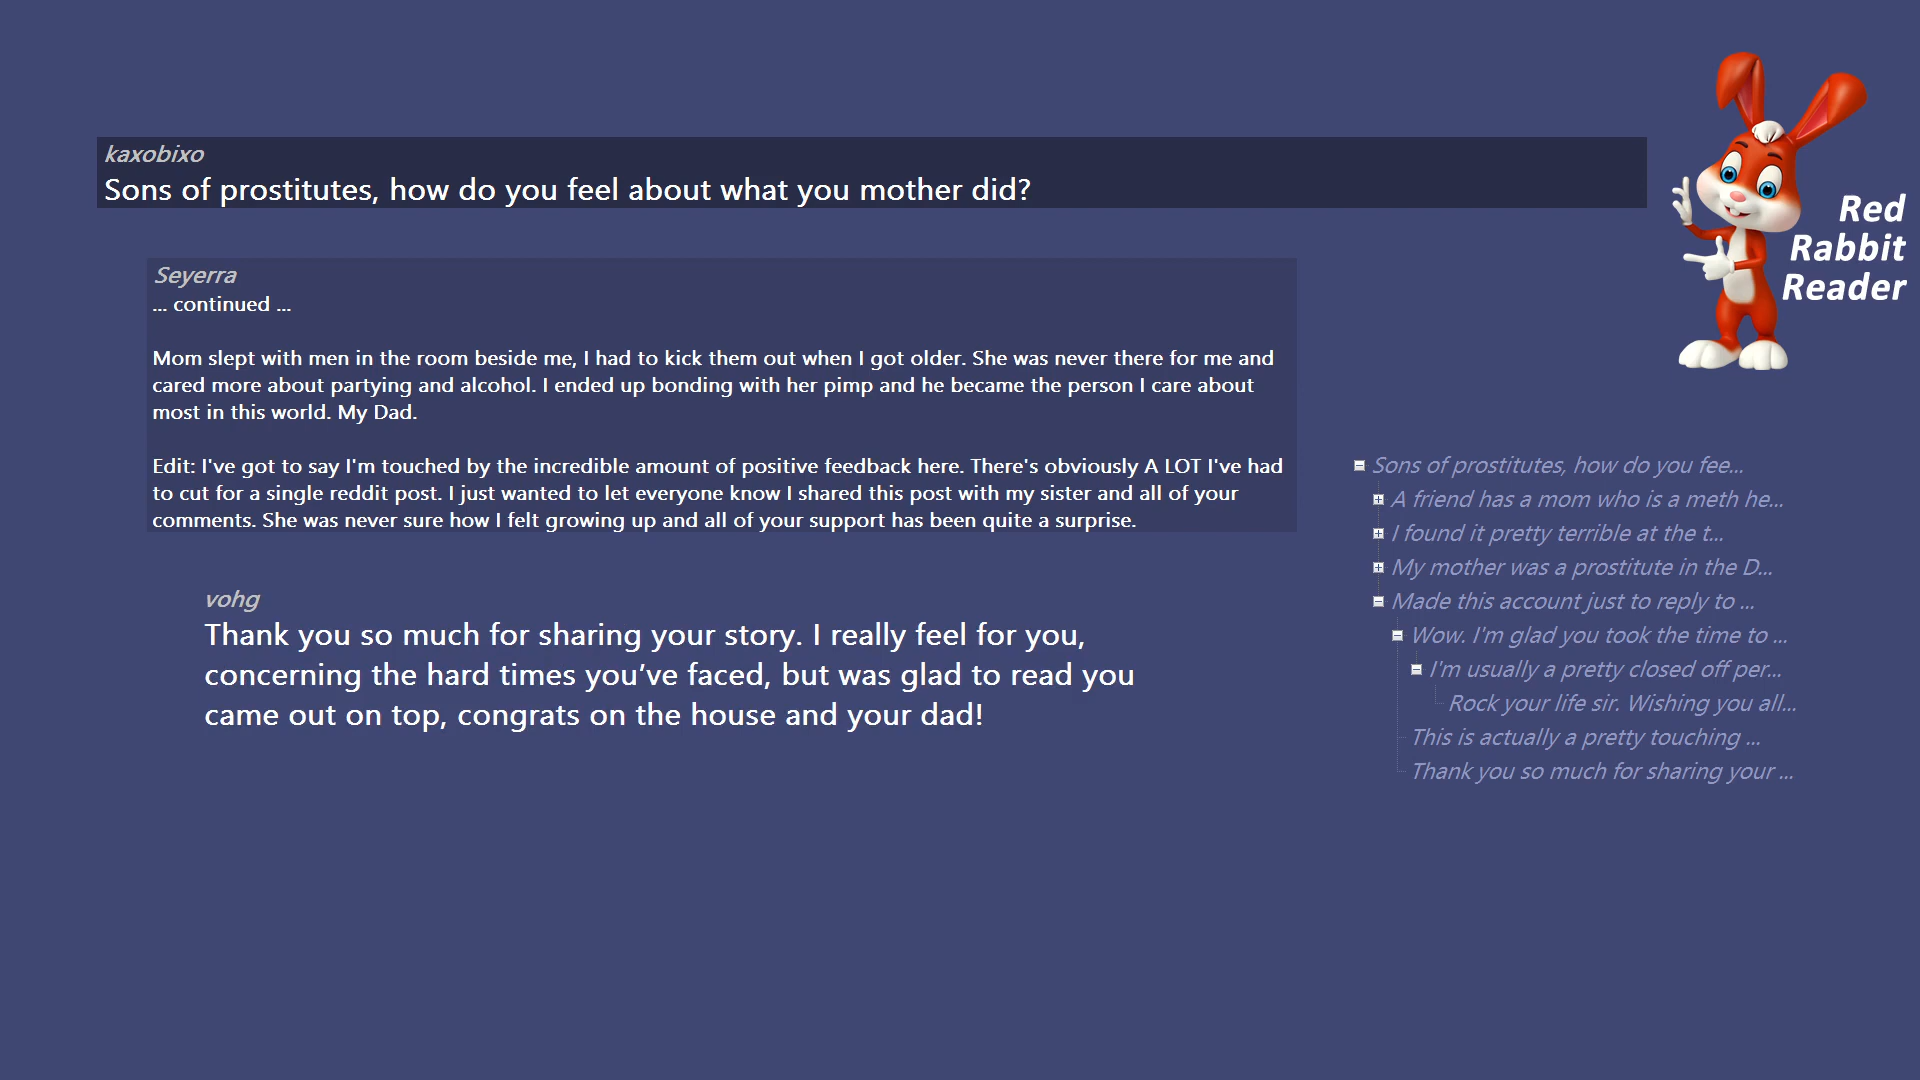 kaxobixo
Sons of prostitutes, how do you feel about what you mother did?
Red
Rabbit
Reader
Seyerra
... continued ...
Mom slept with men in the room beside me, I had to kick them out when I got older. She was never there for me and
cared more about partying and alcohol. I ended up bonding with her pimp and he became the person I care about
most in this world. My Dad.
Edit: I've got to say I'm touched by the incredible amount of positive feedback here. There's obviously A LOT I've had
to cut for a single reddit post. I just wanted to let everyone know I shared this post with my sister and all of your
comments. She was never sure how I felt growing up and all of your support has been quite a surprise.
vohg
Thank you so much for sharing your story. I really feel for you,
concerning the hard times you’ve faced, but was glad to read you
came out on top, congrats on the house and your dad!
Sons of prostitutes, how do you fee...
A friend has a mom who is a meth he...
I found it pretty terrible at the t...
My mother was a prostitute in the D...
Made this account just to reply to ...
Wow. I'm glad you took the time to ...
I'm usually a pretty closed off per...
Rock your life sir. Wishing you all...
This is actually a pretty touching ...
Thank you so much for sharing your ...